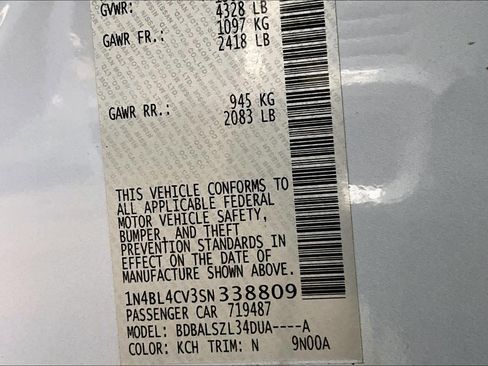 GVWR:
4328 LB
GAWR FR.: 1097 KG
2418 LB
GAWR RR.: 945 KG
2083 LB
THIS VEHICLE CONFORMS TO
ALL APPLICABLE FEDERAL
MOTOR VEHICLE SAFETY,
BUMPER, AND THEFT
PREVENTION STANDARDS IN
EFFECT ON THE DATE OF
MANUFACTURE SHOWN ABOVE.
1N4BL4CV3SN338809
PASSENGER CAR 719487
MODEL: BDBALSZL34DUA----A
COLOR: KCH TRIM: N 9N00A